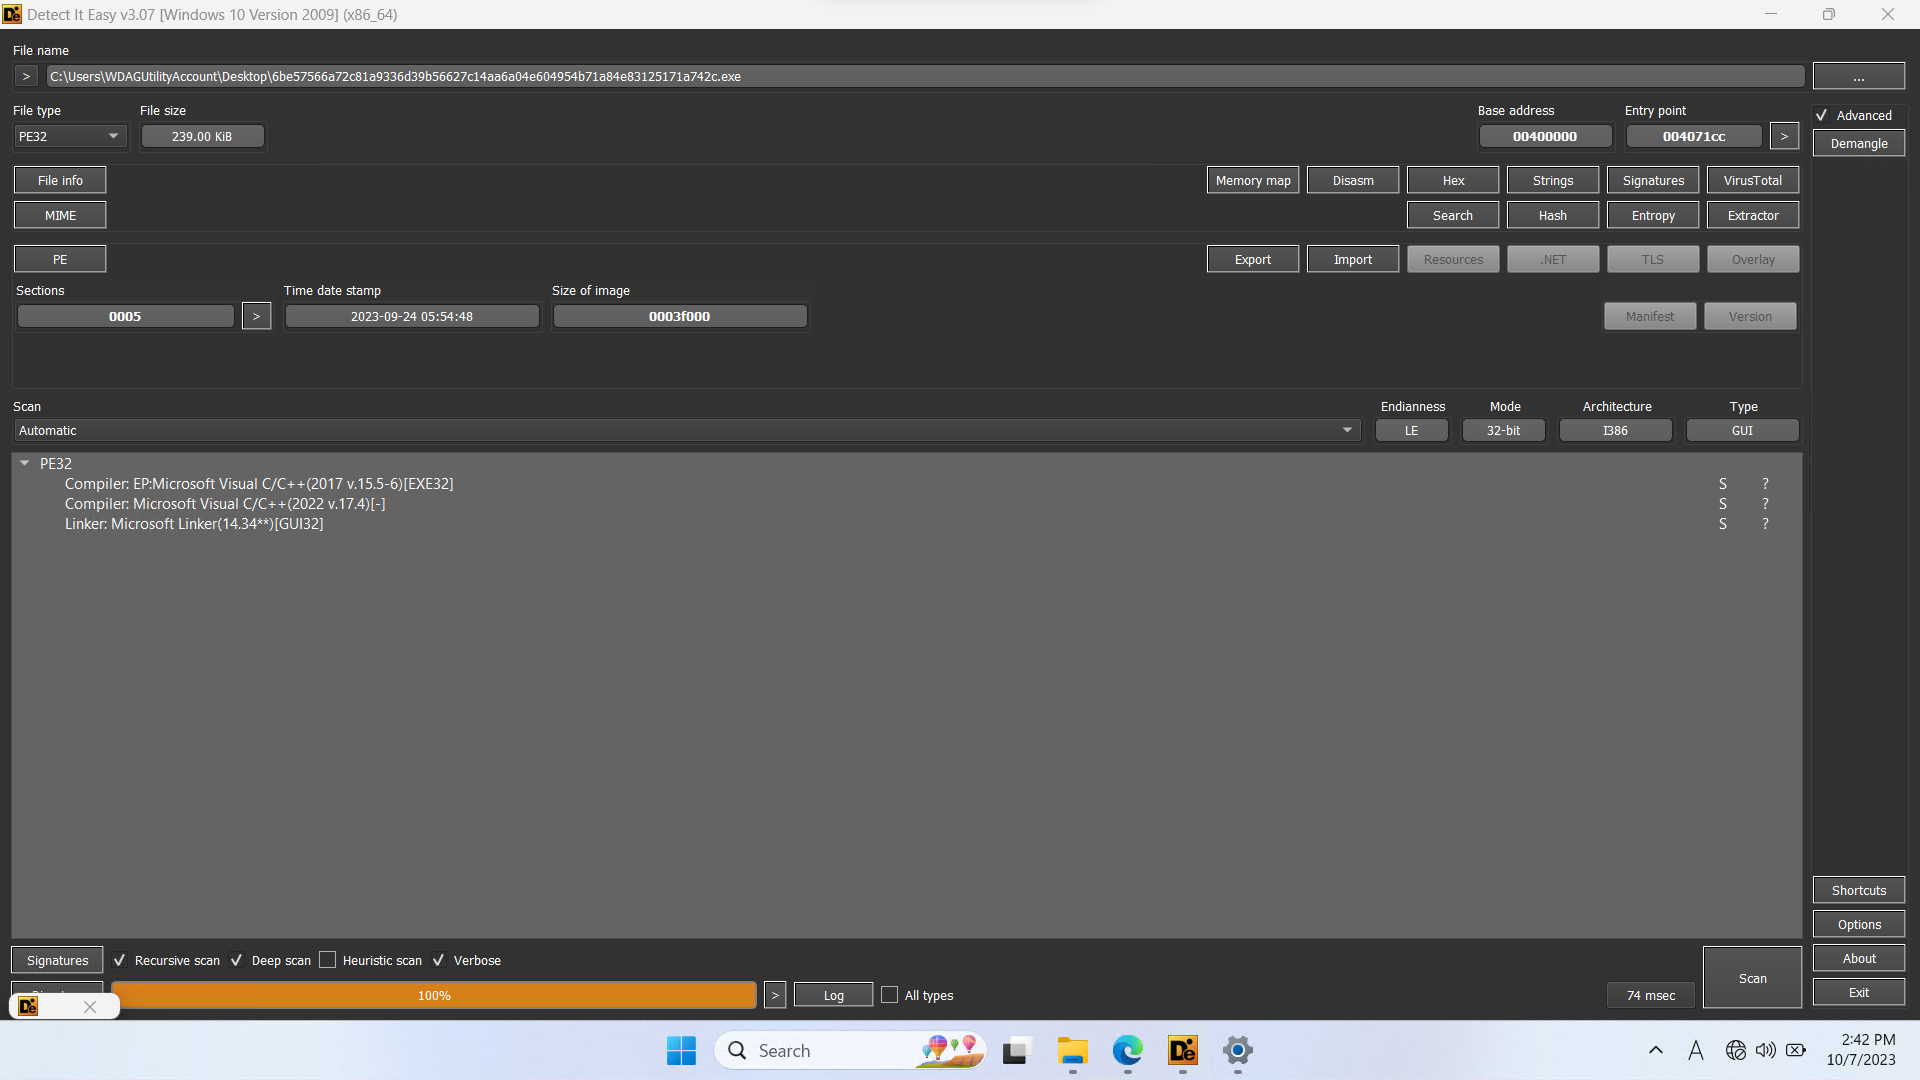 Detect It Easy v3.07 [Windows 10 Version 2009] (x86_64)
File name
> C:\Users\WDAGUtilityAccount\Desktop\6be57566a72c81a9336d39b56627c14aa6a04e604954b71a84e83125171a742c.exe ...
File type File size Base address Entry point Advanced
PE32 239.00 KiB 00400000 004071cc > Demangle
File info Memory map Disasm Hex Strings Signatures VirusTotal
MIME Search Hash Entropy Extractor
PE Export Import Resources .NET TLS Overlay
Sections Time date stamp Size of image
0005 > 2023-09-24 05:54:48 0003f000 Manifest Version
Scan Endianness Mode Architecture Type
Automatic LE 32-bit I386 GUI
PE32
Compiler: EP:Microsoft Visual C/C++(2017 v.15.5-6)[EXE32] S ?
Compiler: Microsoft Visual C/C++(2022 v.17.4)[-] S ?
Linker: Microsoft Linker(14.34**)[GUI32] S ?
Shortcuts
Options
Signatures Recursive scan Deep scan Heuristic scan Verbose Scan About
100% > Log All types 74 msec Exit
Search A 2:42 PM
10/7/2023